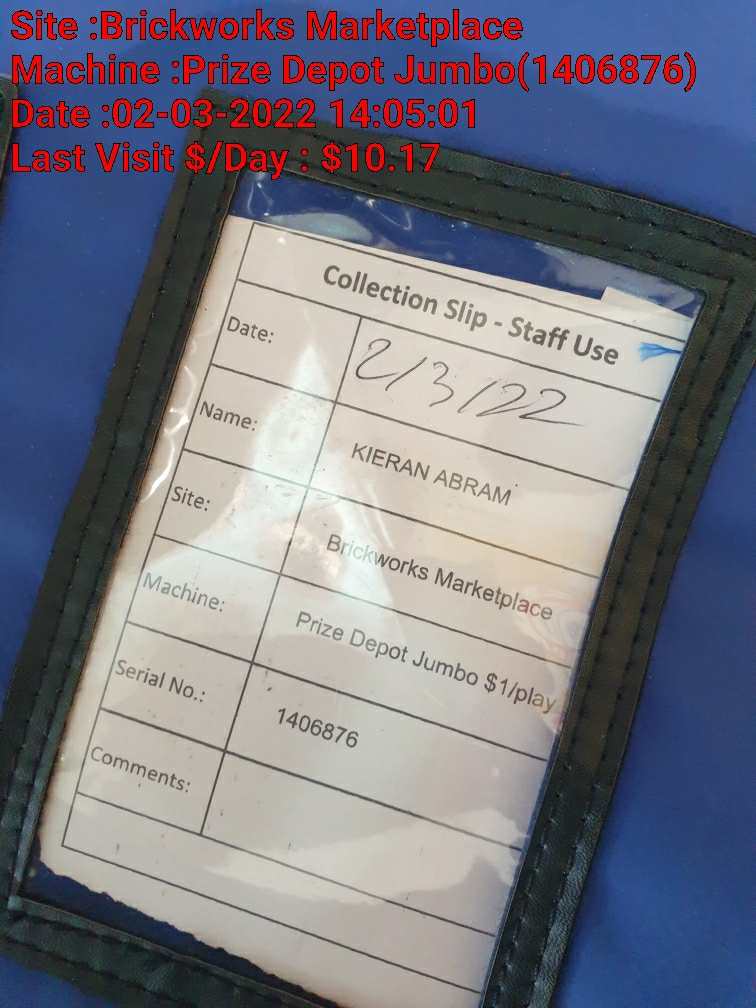 Site :Brickworks Marketplace
Machine :Prize Depot Jumbo(1406876)
Date :02-03-2022 14:05:01
Last Visit $/Day : $10.17
Collection Slip - Staff Use
Date: 2/3/22
Name: KIERAN ABRAM
Site: Brickworks Marketplace
Machine: Prize Depot Jumbo $1/play
Serial No.: 1406876
Comments: